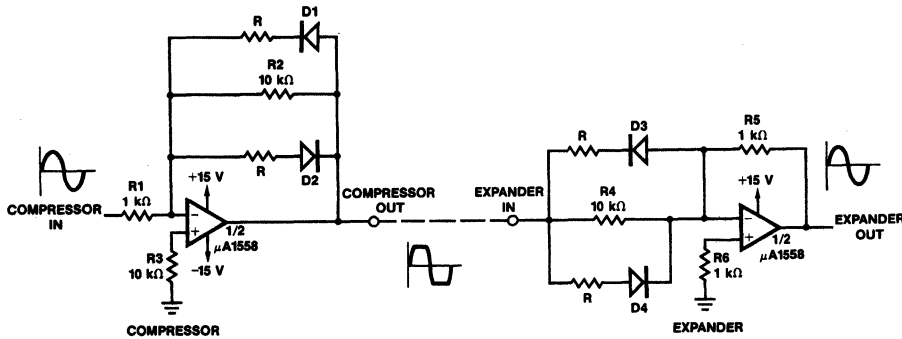 D1
R
R2
10 kΩ
R
D2
+15 V
R1
1 kΩ
COMPRESSOR
IN
−
+
1/2
μA1558
R3
10 kΩ
−15 V
COMPRESSOR
COMPRESSOR
OUT
EXPANDER
IN
R
D3
R4
10 kΩ
R
D4
R5
1 kΩ
+15 V
−
+
1/2
μA1558
R6
1 kΩ
EXPANDER
OUT
EXPANDER